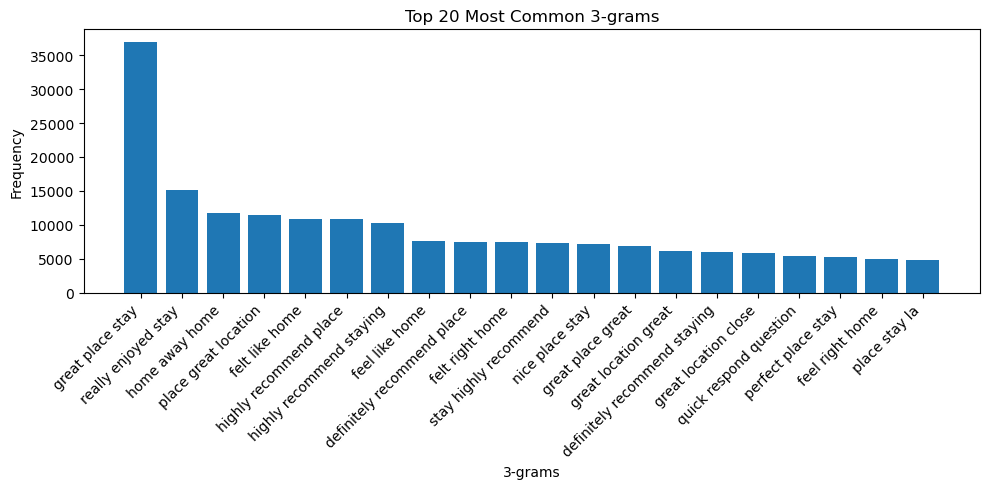 Top 20 Most Common 3-grams
Frequency
35000
30000
25000
20000
15000
10000
5000
0
great place stay
really enjoyed stay
home away home
place great location
felt like home
highly recommend place
highly recommend staying
feel like home
definitely recommend place
felt right home
stay highly recommend
nice place stay
great place great
great location great
definitely recommend staying
great location close
quick respond question
perfect place stay
feel right home
place stay la
3-grams